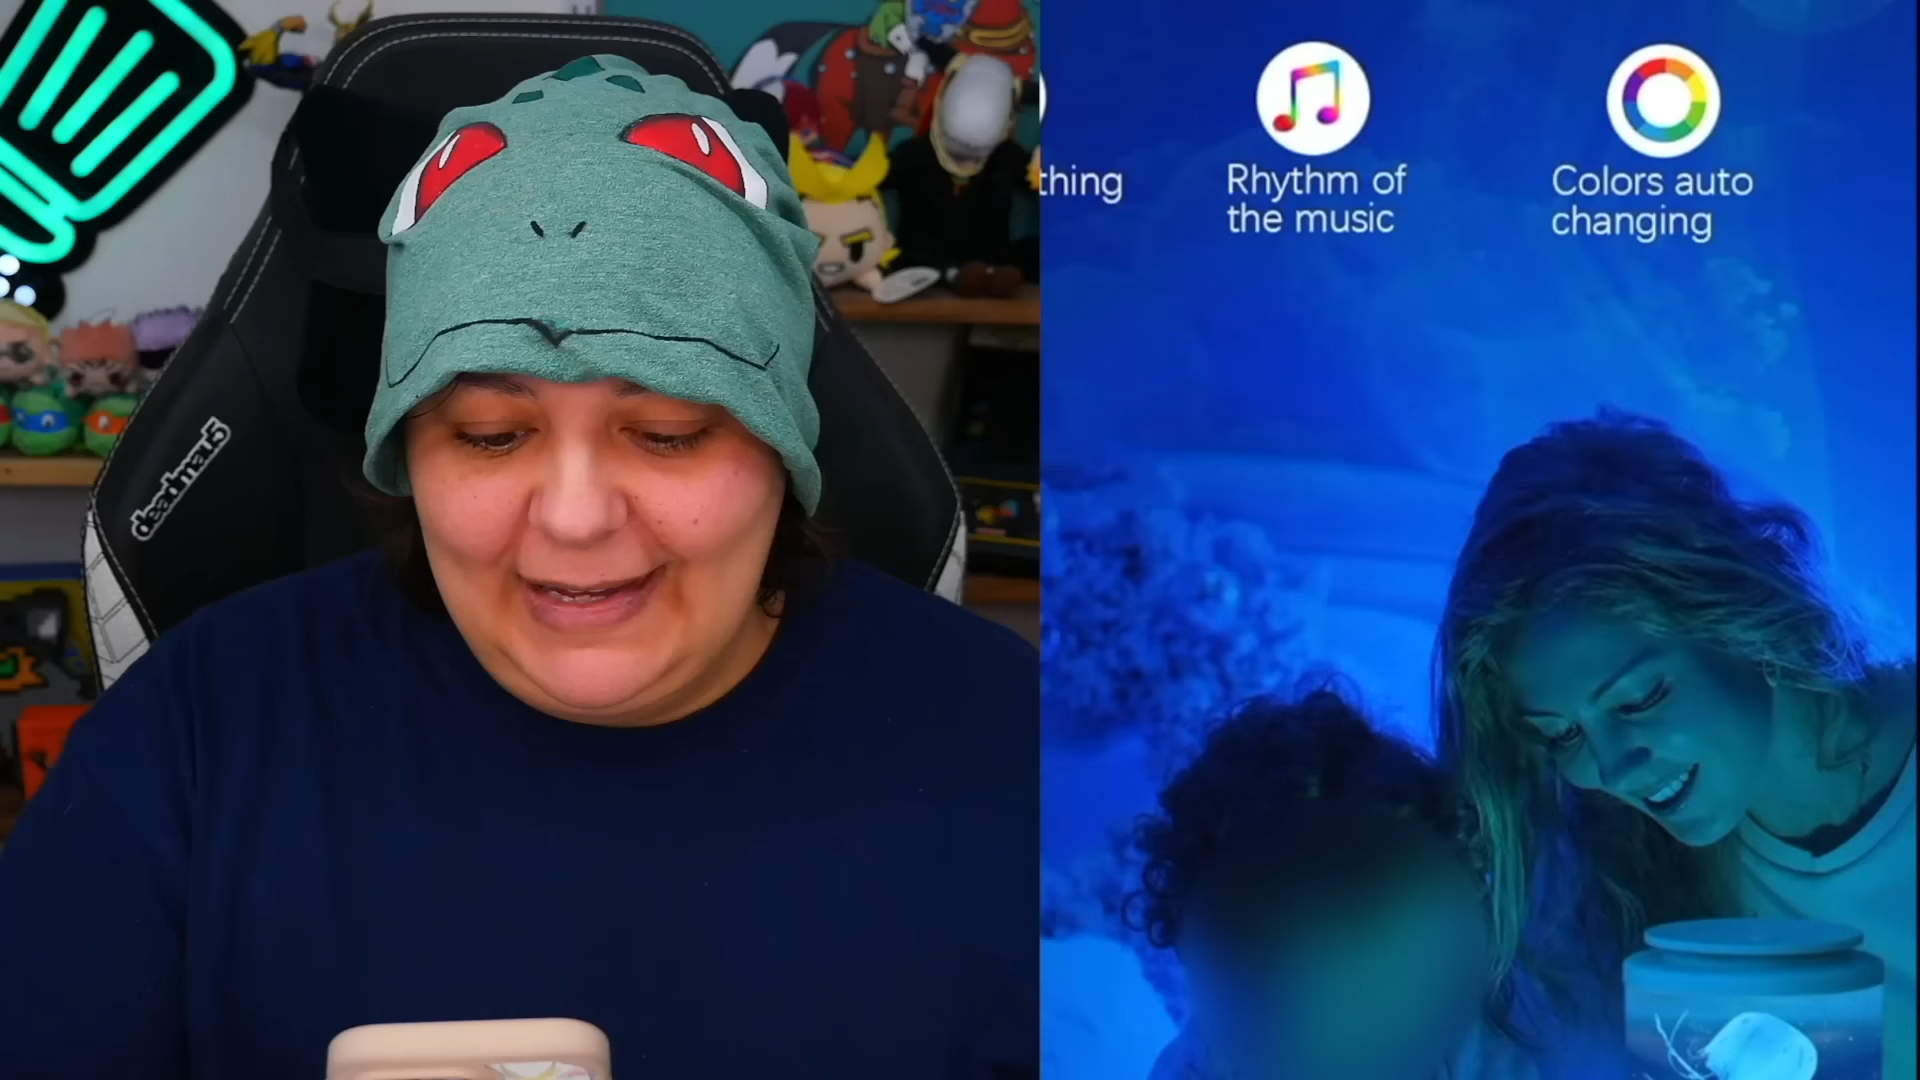 deadmau5
thing
Rhythm of
the music
Colors auto
changing